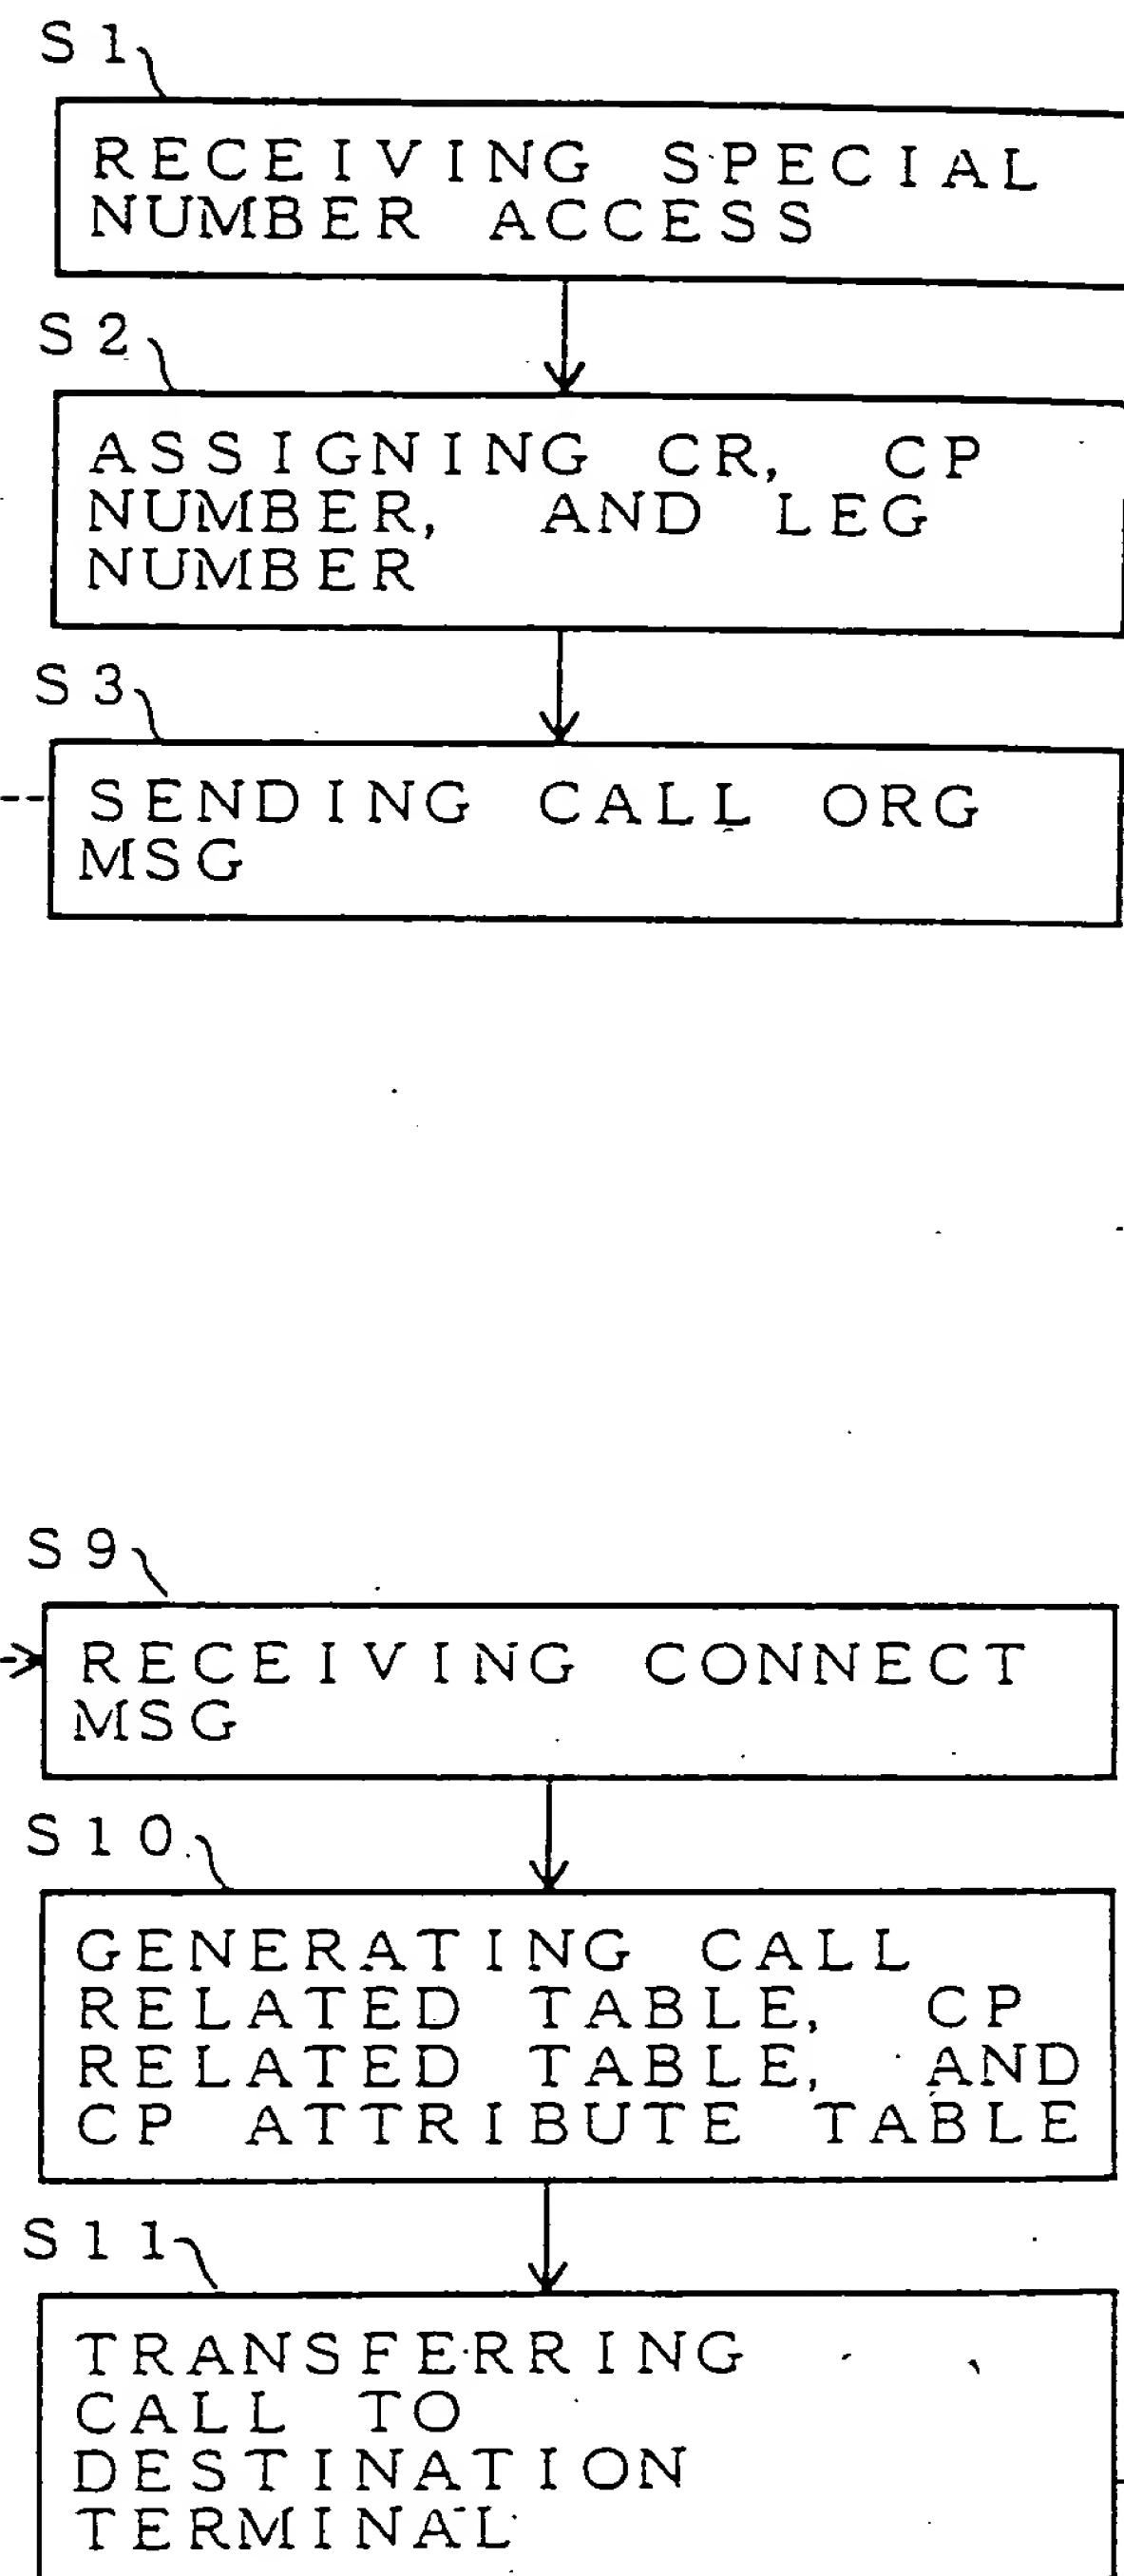 S1
RECEIVING SPECIAL
NUMBER ACCESS
S2
ASSIGNING CR, CP
NUMBER, AND LEG
NUMBER
S3
SENDING CALL ORG
MSG
S9
RECEIVING CONNECT
MSG
S10
GENERATING CALL
RELATED TABLE, CP
RELATED TABLE, AND
CP ATTRIBUTE TABLE
S11
TRANSFERRING
CALL TO
DESTINATION
TERMINAL